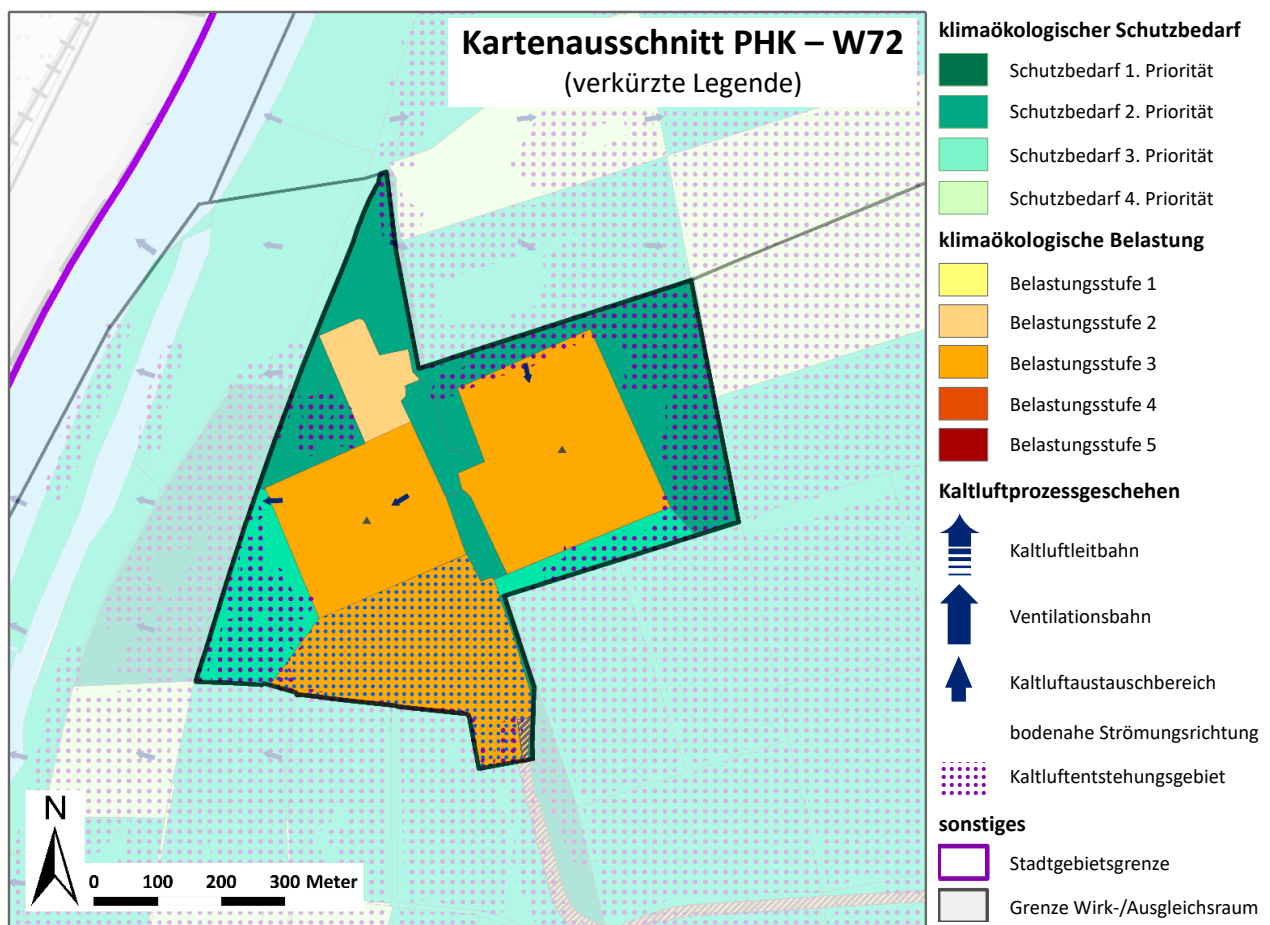 Kartenausschnitt PHK – W72
(verkürzte Legende)
N
0 100 200 300 Meter
klimaökologischer Schutzbedarf
Schutzbedarf 1. Priorität
Schutzbedarf 2. Priorität
Schutzbedarf 3. Priorität
Schutzbedarf 4. Priorität
klimaökologische Belastung
Belastungsstufe 1
Belastungsstufe 2
Belastungsstufe 3
Belastungsstufe 4
Belastungsstufe 5
Kaltluftprozessgeschehen
Kaltluftleitbahn
Ventilationsbahn
Kaltluftaustauschbereich
bodenahe Strömungsrichtung
Kaltluftentstehungsgebiet
sonstiges
Stadtgebietsgrenze
Grenze Wirk-/Ausgleichsraum